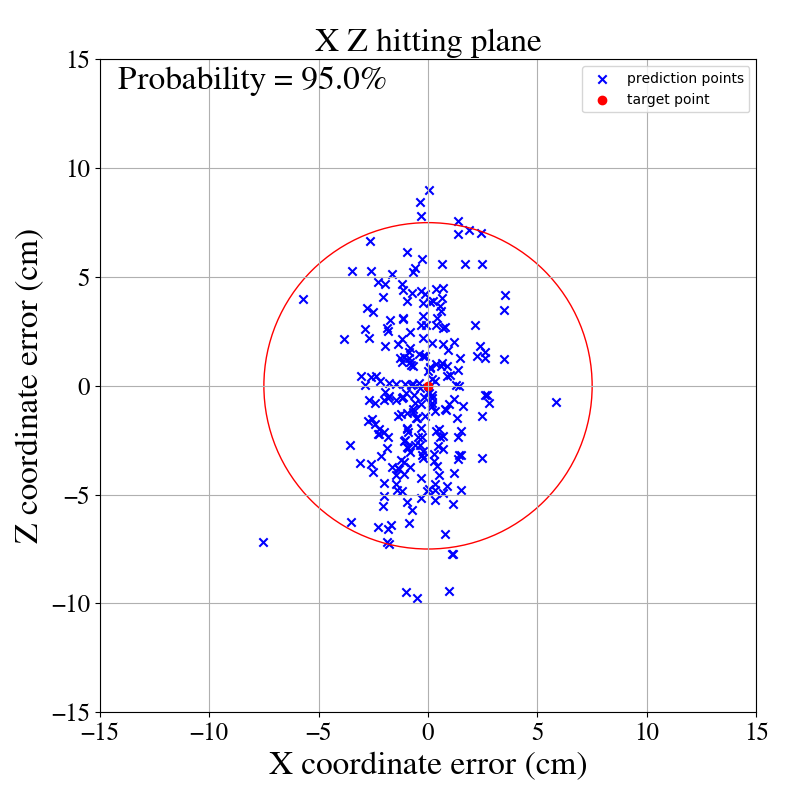 X Z hitting plane
Probability = 95.0%
prediction points
target point
15
10
5
0
−5
−10
−15
−15
−10
−5
0
5
10
15
Z coordinate error (cm)
X coordinate error (cm)